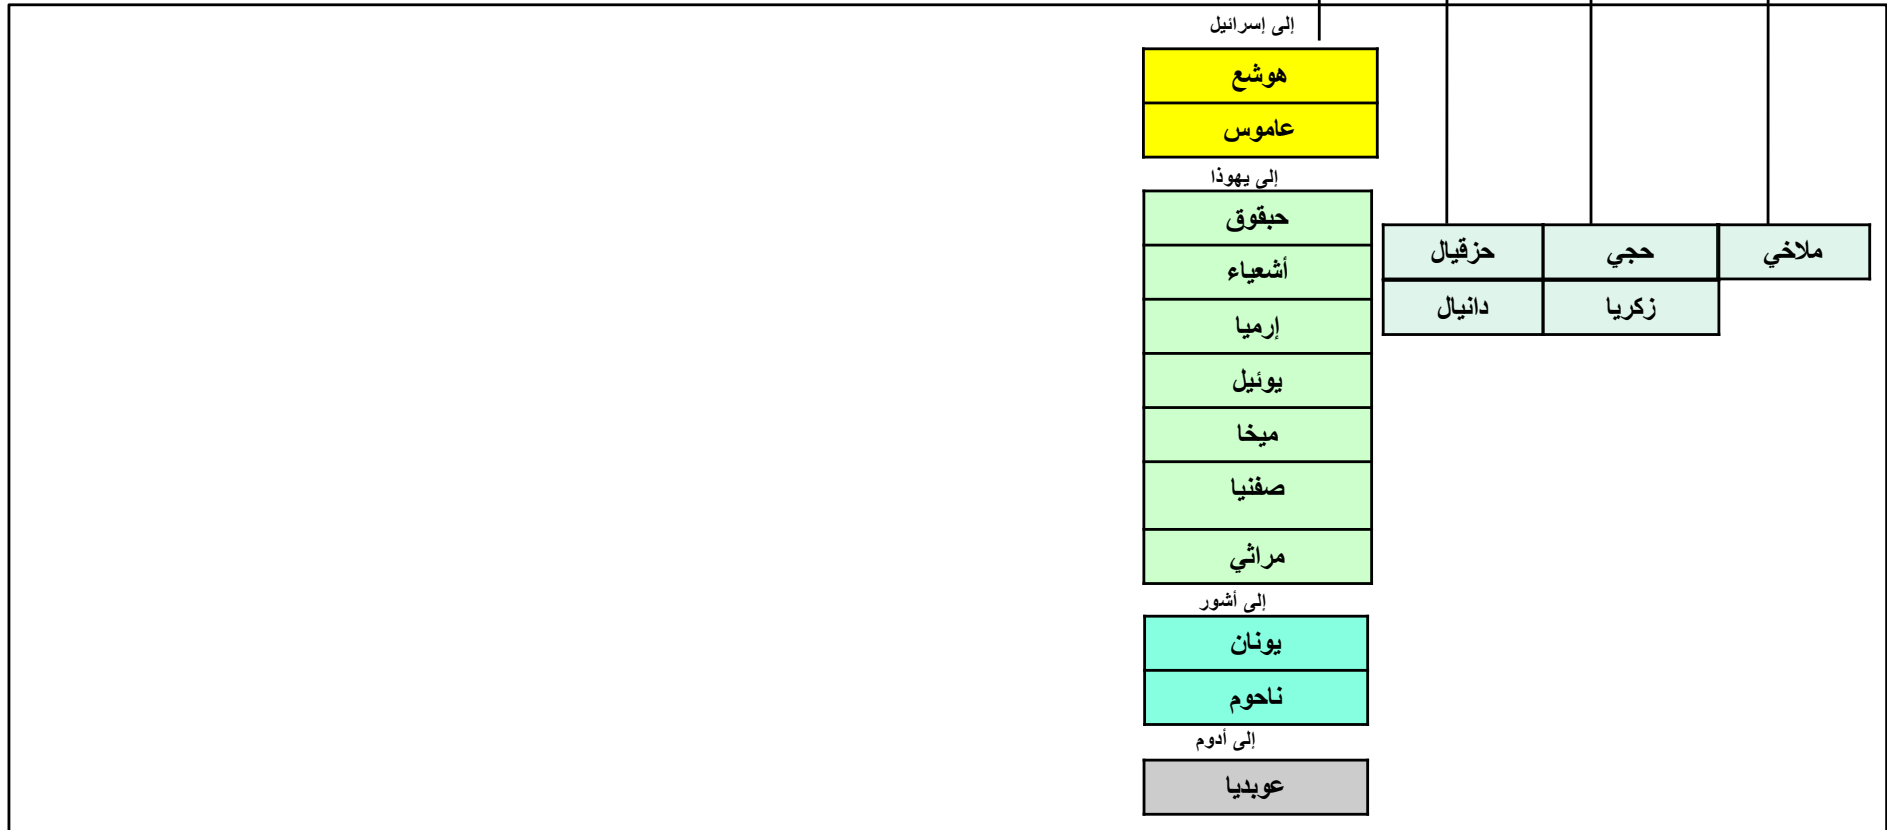 إلى إسرائيل
هوشع
عاموس
إلى يهوذا
حبقوق
أشعياء
إرميا
يوئيل
ميخا
صفنيا
مراثي
إلى أشور
يونان
ناحوم
إلى أدوم
عوبديا
حزقيال
حجي
ملاخي
دانيال
زكريا